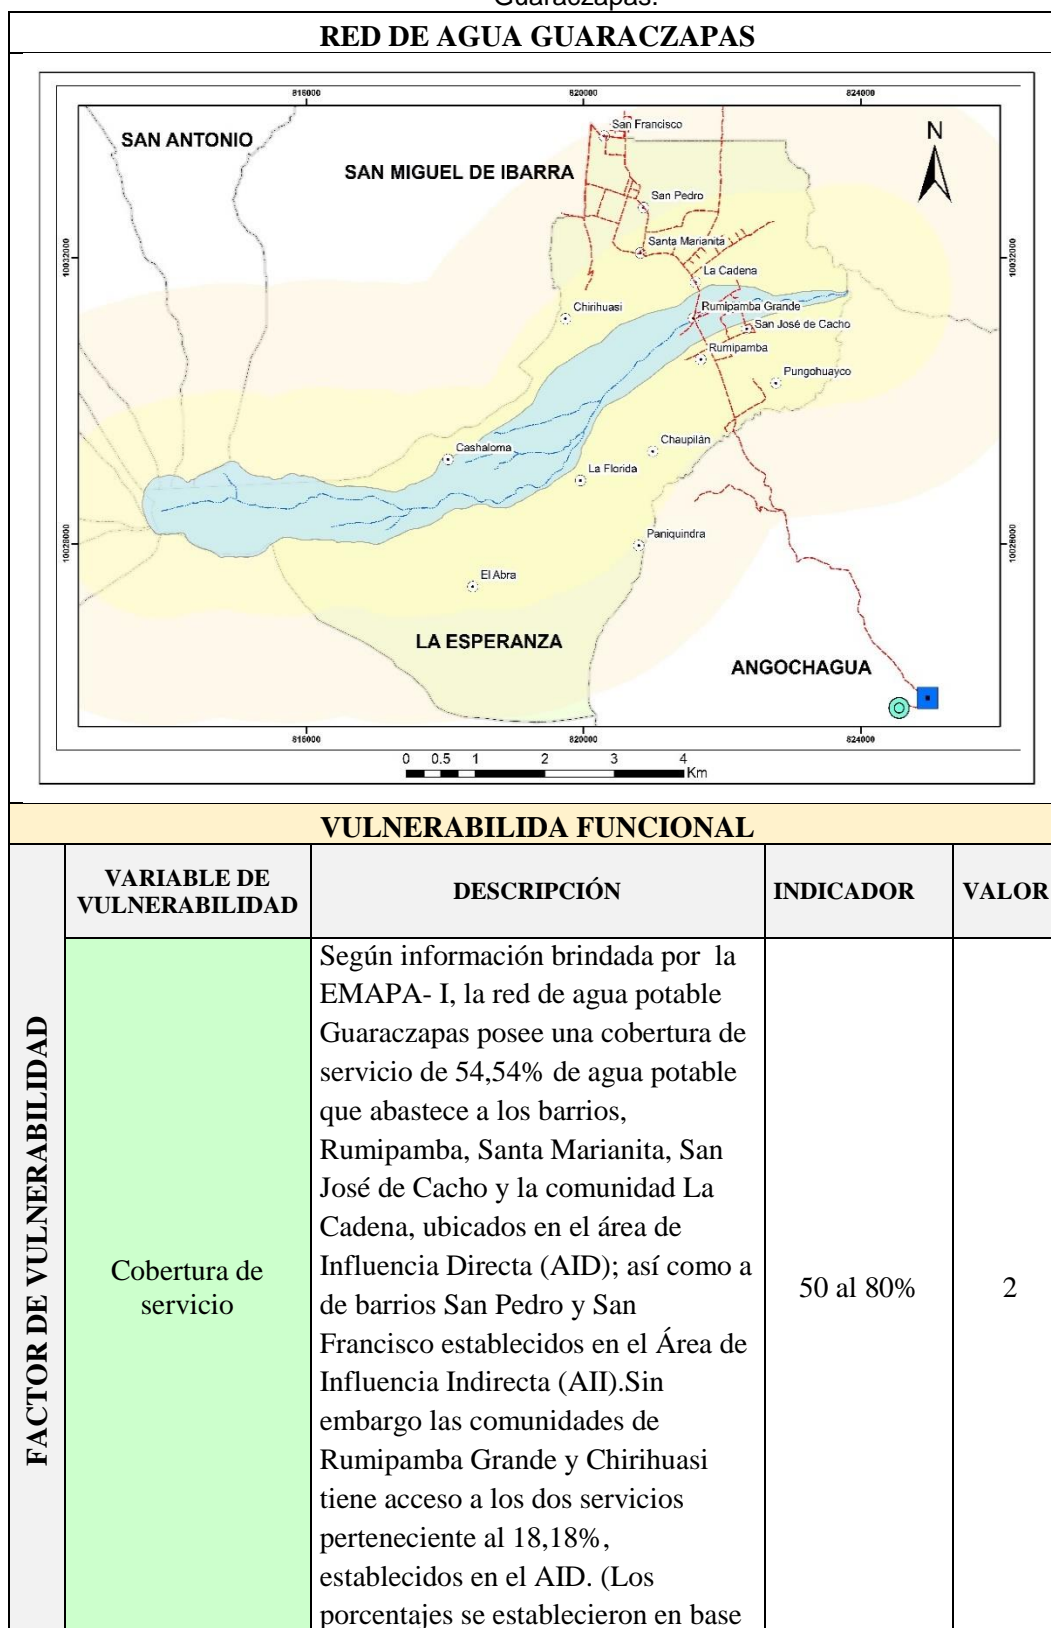 Guaraczapas.
RED DE AGUA GUARACZAPAS
816000 820000 824000
SAN ANTONIO
San Francisco
N
SAN MIGUEL DE IBARRA
San Pedro
Santa Marianita
10032000 10032000
La Cadena
Chirihuasi
Rumipamba Grande
San José de Cacho
Rumipamba
Pungohuayco
Chaupilán
Cashaloma
La Florida
Paniquindra
10028000 10028000
El Abra
LA ESPERANZA
ANGOCHAGUA
816000 820000 824000
0 0.5 1 2 3 4
Km
VULNERABILIDA FUNCIONAL
FACTOR DE VULNERABILIDAD
VARIABLE DE
VULNERABILIDAD
DESCRIPCIÓN
INDICADOR
VALOR
Cobertura de
servicio
Según información brindada por la
EMAPA- I, la red de agua potable
Guaraczapas posee una cobertura de
servicio de 54,54% de agua potable
que abastece a los barrios,
Rumipamba, Santa Marianita, San
José de Cacho y la comunidad La
Cadena, ubicados en el área de
Influencia Directa (AID); así como a
de barrios San Pedro y San
Francisco establecidos en el Área de
Influencia Indirecta (AII).Sin
embargo las comunidades de
Rumipamba Grande y Chirihuasi
tiene acceso a los dos servicios
perteneciente al 18,18%,
establecidos en el AID. (Los
porcentajes se establecieron en base
50 al 80%
2